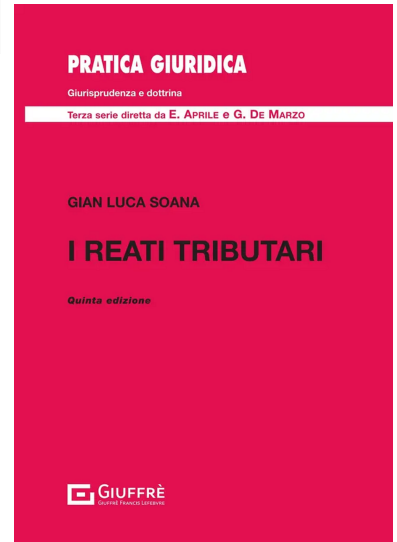 PRATICA GIURIDICA
Giurisprudenza e dottrina
Terza serie diretta da E. APRILE e G. DE MARZO
GIAN LUCA SOANA
I REATI TRIBUTARI
Quinta edizione
GIUFFRÈ
GIUFFRÈ FRANCIS LEFEBVRE